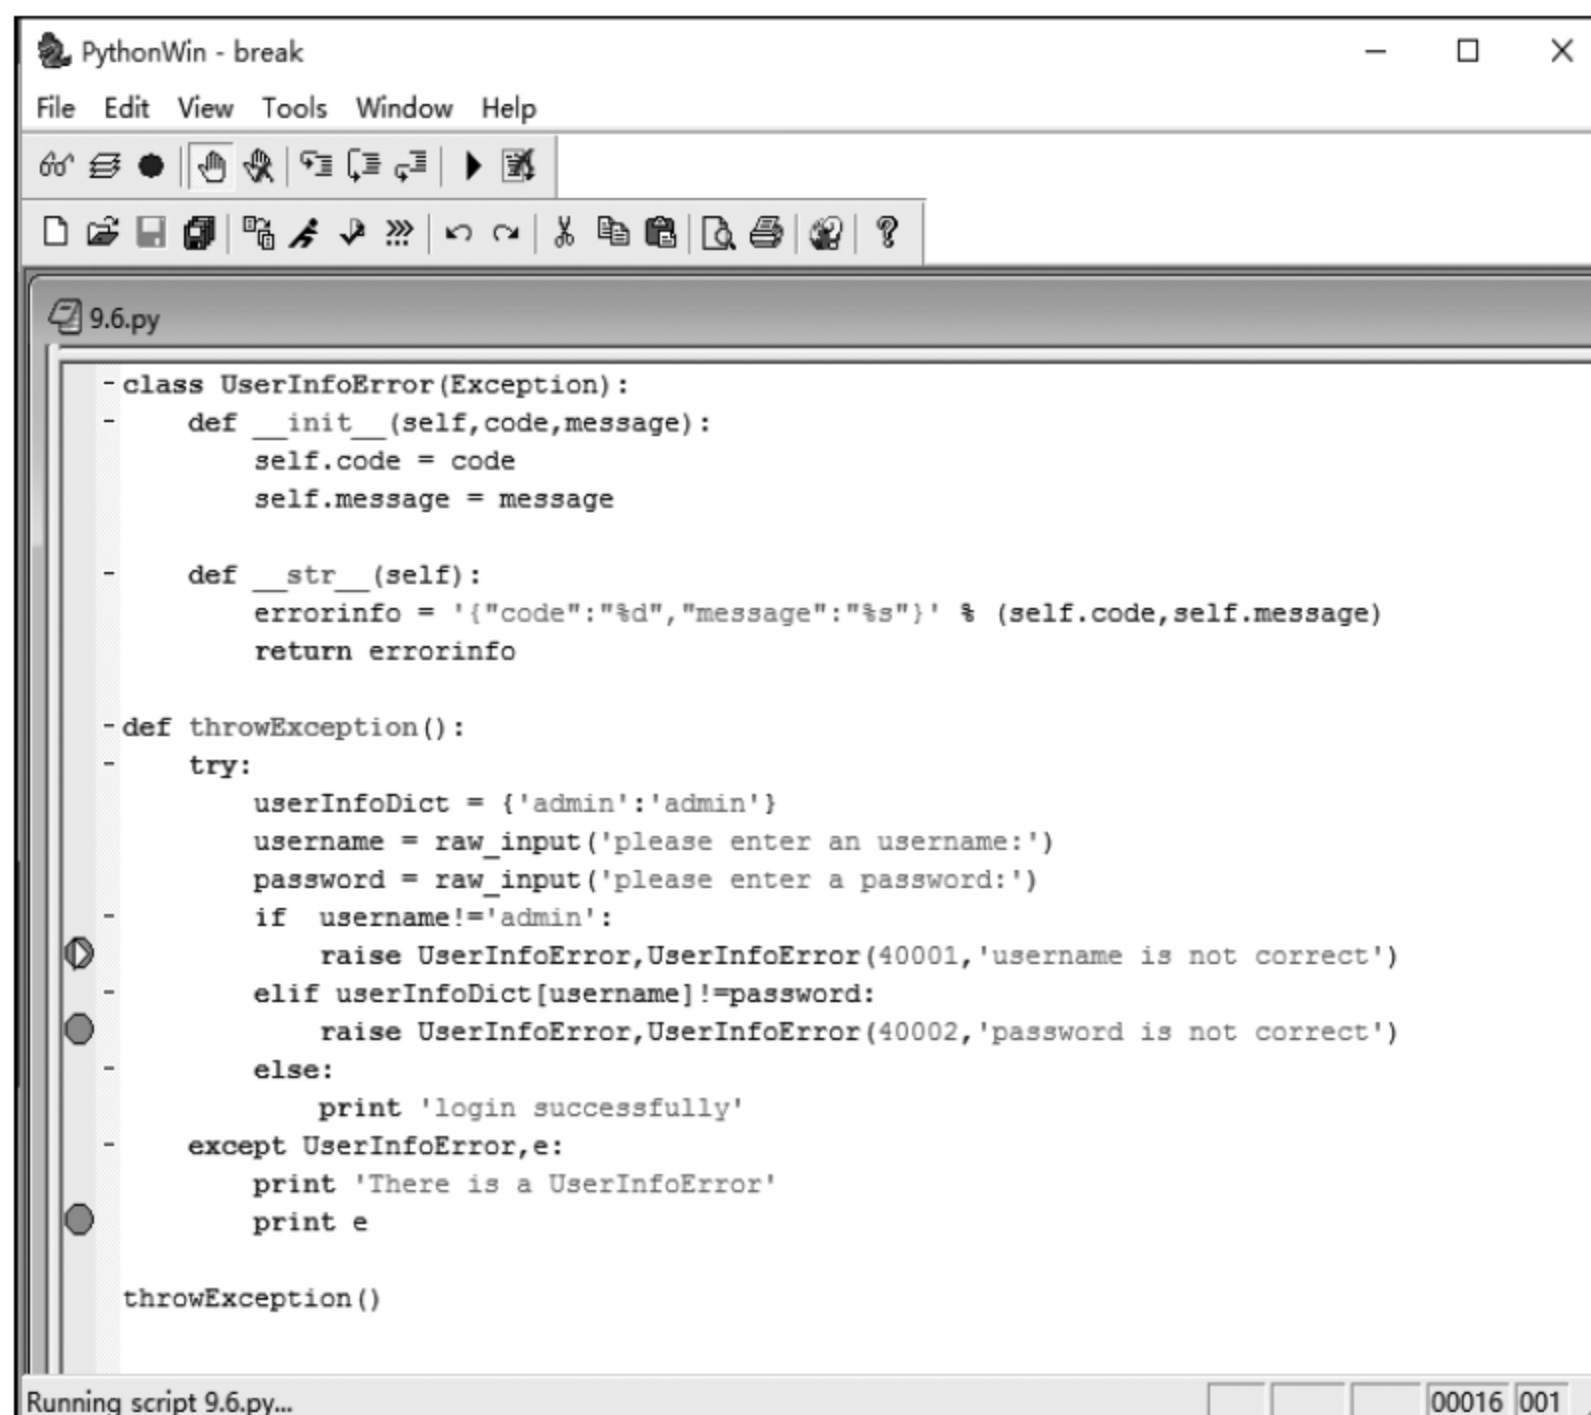 PythonWin - break
File Edit View Tools Window Help
9.6.py
class UserInfoError(Exception):
    def __init__(self,code,message):
        self.code = code
        self.message = message
    def __str__(self):
        errorinfo = '{"code":"%d","message":"%s"}' % (self.code,self.message)
        return errorinfo
def throwException():
    try:
        userInfoDict = {'admin':'admin'}
        username = raw_input('please enter an username:')
        password = raw_input('please enter a password:')
        if  username!='admin':
            raise UserInfoError,UserInfoError(40001,'username is not correct')
        elif userInfoDict[username]!=password:
            raise UserInfoError,UserInfoError(40002,'password is not correct')
        else:
            print 'login successfully'
    except UserInfoError,e:
        print 'There is a UserInfoError'
        print e
throwException()
Running script 9.6.py... 00016 001